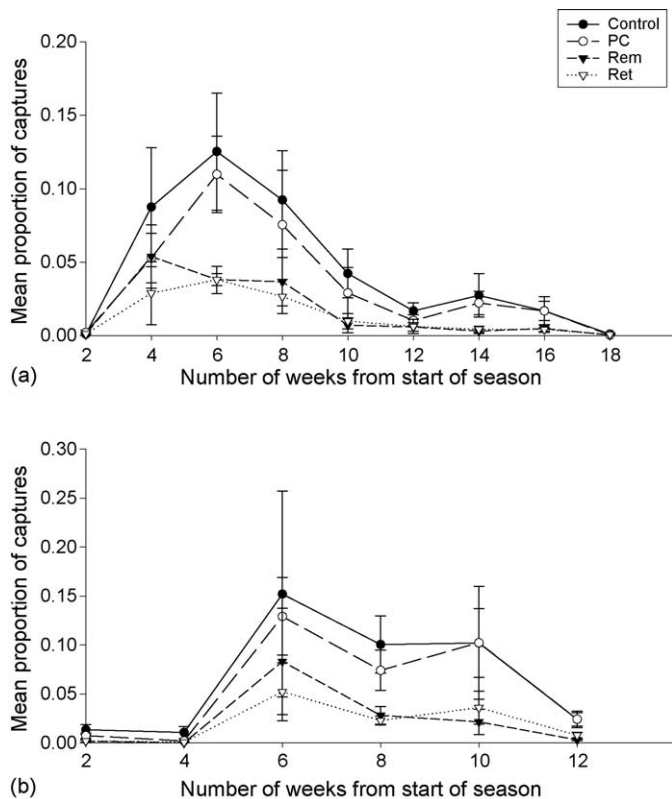 Control
PC
Rem
Ret
0.20
0.15
0.10
0.05
0.00
Mean proportion of captures
2 4 6 8 10 12 14 16 18
(a) Number of weeks from start of season
0.30
0.25
0.20
0.15
0.10
0.05
0.00
Mean proportion of captures
2 4 6 8 10 12
(b) Number of weeks from start of season